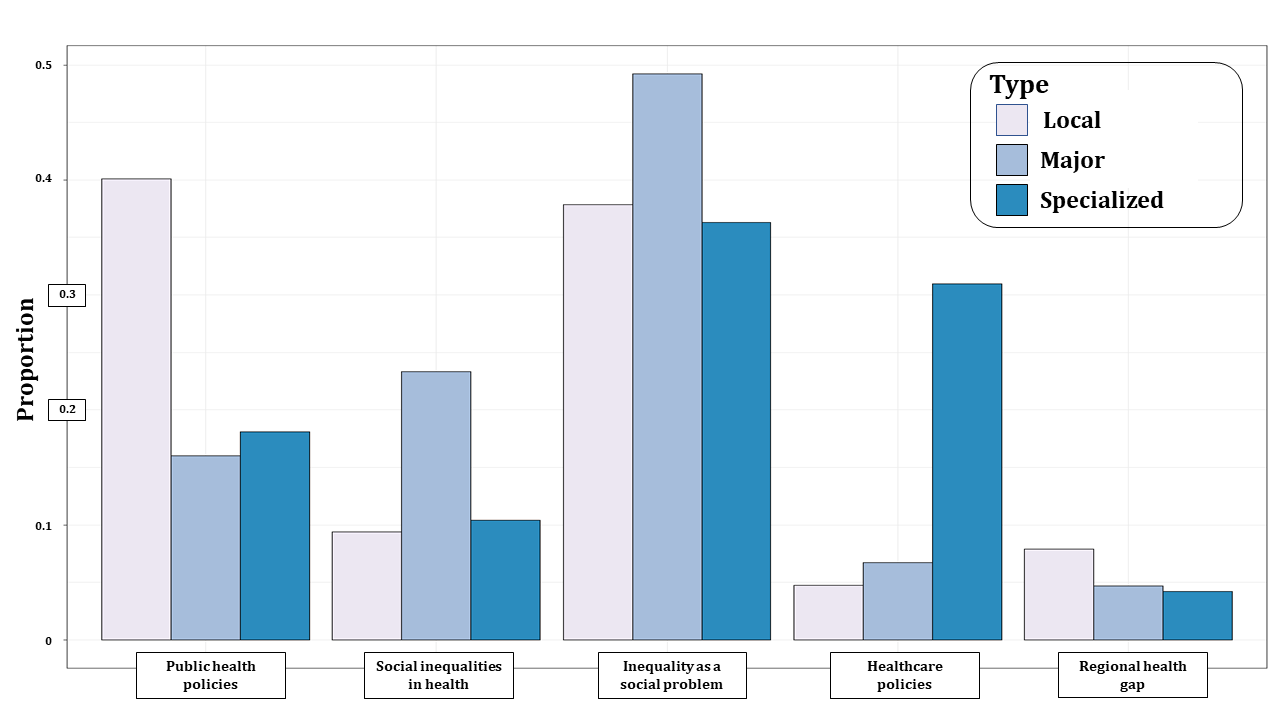 0.5
0.4
0.3
0.2
0.1
0
Proportion
Type
Local
Major
Specialized
Public health
policies
Social inequalities
in health
Inequality as a
social problem
Healthcare
policies
Regional health
gap